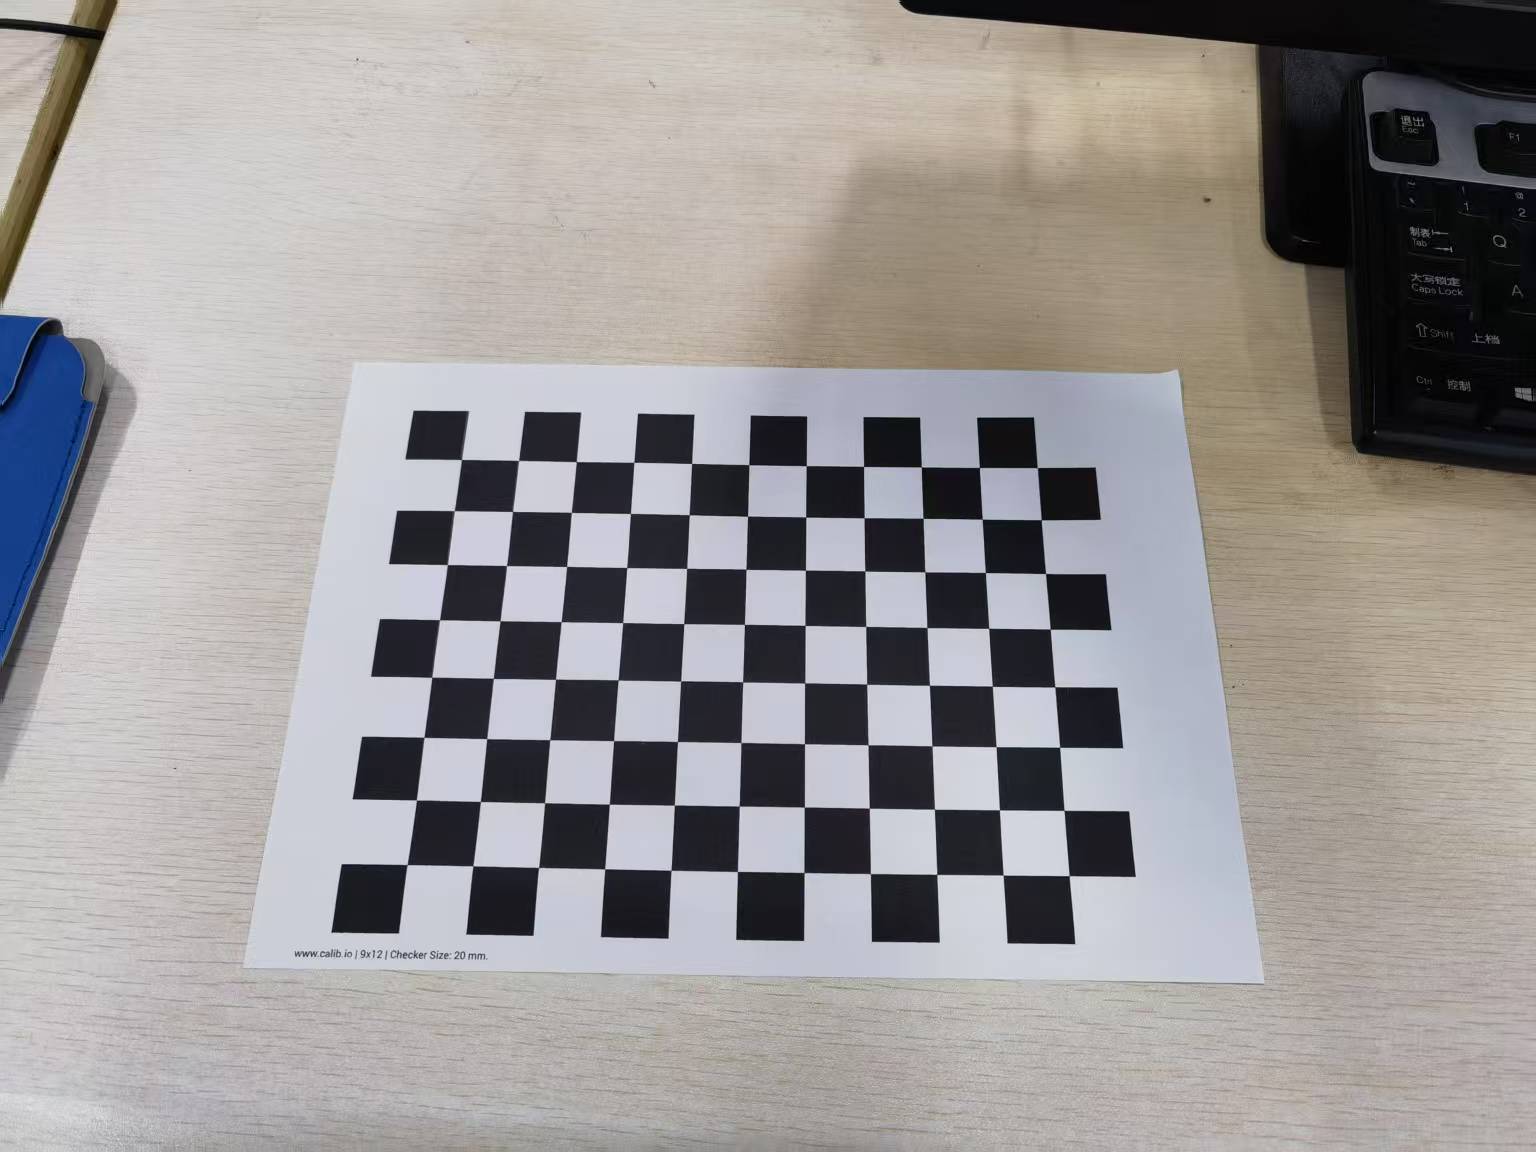 退出
Esc
F1
1
2
制表
Tab
Q
大写锁定
Caps Lock
A
Shift 上档
Ctrl 控制
www.calib.io | 9x12 | Checker Size: 20 mm.